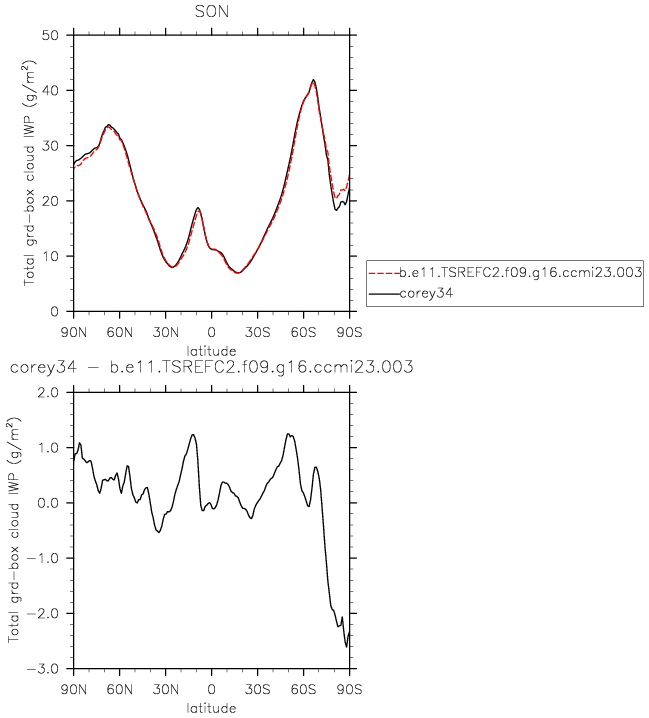 SON
Total grd-box cloud IWP (g/m²)
50
40
30
20
10
0
90N 60N 30N 0 30S 60S 90S
latitude
b.e11.TSREFC2.f09.g16.ccmi23.003
corey34
corey34 - b.e11.TSREFC2.f09.g16.ccmi23.003
Total grd-box cloud IWP (g/m²)
2.0
1.0
0.0
-1.0
-2.0
-3.0
90N 60N 30N 0 30S 60S 90S
latitude